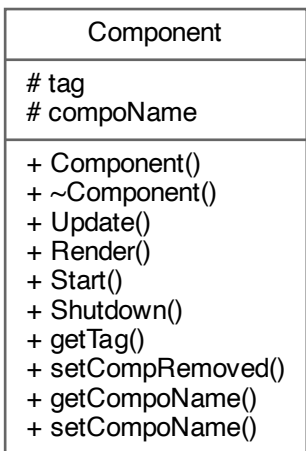 Component
# tag
# compoName
+ Component()
+ ~Component()
+ Update()
+ Render()
+ Start()
+ Shutdown()
+ getTag()
+ setCompRemoved()
+ getCompoName()
+ setCompoName()